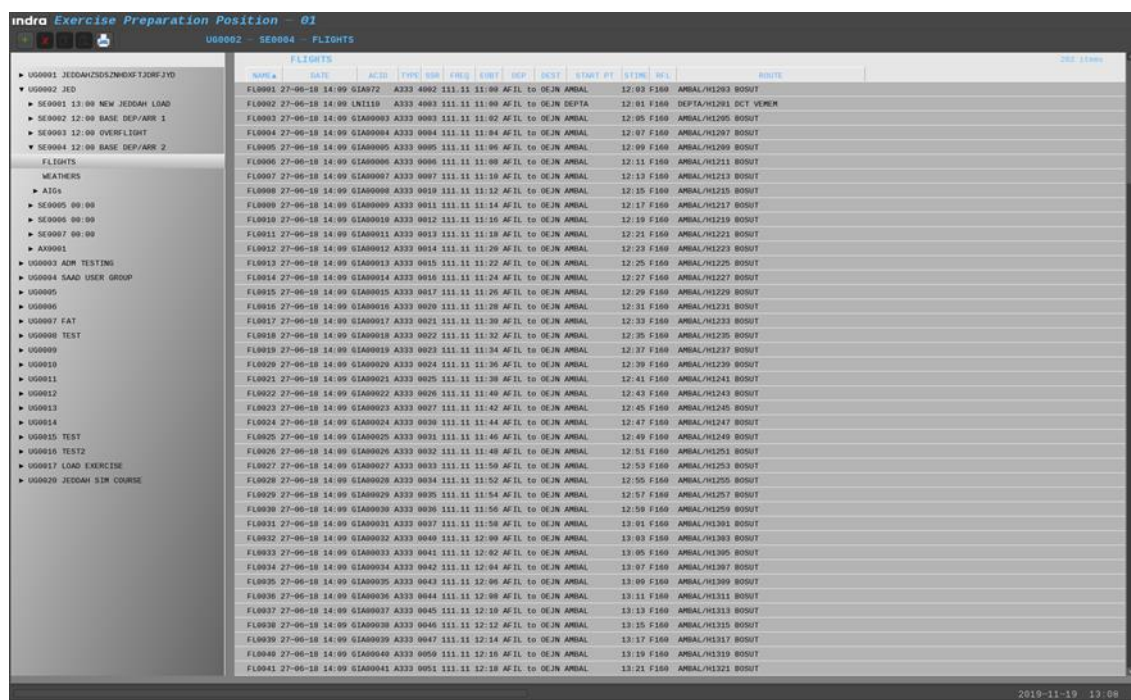 indra Exercise Preparation Position - 01
UG0002 - SE0004 - FLIGHTS
FLIGHTS
202 items
NAME▲ DATE ACID TYPE SSR FREQ EOBT DEP DEST START PT STIME RFL ROUTE
▶ UG0001
▼ UG0002 JED
▶ SE0001 13:00 NEW JEDDAH LOAD
▶ SE0002 12:00 BASE DEP/ARR 1
▶ SE0003 12:00 OVERFLIGHT
▼ SE0004 12:00 BASE DEP/ARR 2
FLIGHTS
WEATHERS
▶ AIGs
▶ SE0005 00:00
▶ SE0006 00:00
▶ SE0007 00:00
▶ AX0001
▶ UG0003 ADM TESTING
▶ UG0004 SAAD USER GROUP
▶ UG0005
▶ UG0006
▶ UG0007 FAT
▶ UG0008 TEST
▶ UG0009
▶ UG0010
▶ UG0011
▶ UG0012
▶ UG0013
▶ UG0014
▶ UG0015 TEST
▶ UG0016 TEST2
▶ UG0017 LOAD EXERCISE
▶ UG0020 JEDDAH SIM COURSE
FL0001 27-06-18 14:09 GIA972 A333 4002 111.11 11:00 AFIL to OEJN AMBAL 12:03 F160 AMBAL/H1203 BOSUT
FL0002 27-06-18 14:09 LNI110 A333 4003 111.11 11:00 AFIL to OEJN DEPTA 12:01 F160 DEPTA/H1201 DCT VEMEM
FL0003 27-06-18 14:09 GIA00003 A333 0003 111.11 11:02 AFIL to OEJN AMBAL 12:05 F160 AMBAL/H1205 BOSUT
FL0004 27-06-18 14:09 GIA00004 A333 0004 111.11 11:04 AFIL to OEJN AMBAL 12:07 F160 AMBAL/H1207 BOSUT
FL0005 27-06-18 14:09 GIA00005 A333 0005 111.11 11:06 AFIL to OEJN AMBAL 12:09 F160 AMBAL/H1209 BOSUT
FL0006 27-06-18 14:09 GIA00006 A333 0006 111.11 11:08 AFIL to OEJN AMBAL 12:11 F160 AMBAL/H1211 BOSUT
FL0007 27-06-18 14:09 GIA00007 A333 0007 111.11 11:10 AFIL to OEJN AMBAL 12:13 F160 AMBAL/H1213 BOSUT
FL0008 27-06-18 14:09 GIA00008 A333 0010 111.11 11:12 AFIL to OEJN AMBAL 12:15 F160 AMBAL/H1215 BOSUT
FL0009 27-06-18 14:09 GIA00009 A333 0011 111.11 11:14 AFIL to OEJN AMBAL 12:17 F160 AMBAL/H1217 BOSUT
FL0010 27-06-18 14:09 GIA00010 A333 0012 111.11 11:16 AFIL to OEJN AMBAL 12:19 F160 AMBAL/H1219 BOSUT
FL0011 27-06-18 14:09 GIA00011 A333 0013 111.11 11:18 AFIL to OEJN AMBAL 12:21 F160 AMBAL/H1221 BOSUT
FL0012 27-06-18 14:09 GIA00012 A333 0014 111.11 11:20 AFIL to OEJN AMBAL 12:23 F160 AMBAL/H1223 BOSUT
FL0013 27-06-18 14:09 GIA00013 A333 0015 111.11 11:22 AFIL to OEJN AMBAL 12:25 F160 AMBAL/H1225 BOSUT
FL0014 27-06-18 14:09 GIA00014 A333 0016 111.11 11:24 AFIL to OEJN AMBAL 12:27 F160 AMBAL/H1227 BOSUT
FL0015 27-06-18 14:09 GIA00015 A333 0017 111.11 11:26 AFIL to OEJN AMBAL 12:29 F160 AMBAL/H1229 BOSUT
FL0016 27-06-18 14:09 GIA00016 A333 0020 111.11 11:28 AFIL to OEJN AMBAL 12:31 F160 AMBAL/H1231 BOSUT
FL0017 27-06-18 14:09 GIA00017 A333 0021 111.11 11:30 AFIL to OEJN AMBAL 12:33 F160 AMBAL/H1233 BOSUT
FL0018 27-06-18 14:09 GIA00018 A333 0022 111.11 11:32 AFIL to OEJN AMBAL 12:35 F160 AMBAL/H1235 BOSUT
FL0019 27-06-18 14:09 GIA00019 A333 0023 111.11 11:34 AFIL to OEJN AMBAL 12:37 F160 AMBAL/H1237 BOSUT
FL0020 27-06-18 14:09 GIA00020 A333 0024 111.11 11:36 AFIL to OEJN AMBAL 12:39 F160 AMBAL/H1239 BOSUT
FL0021 27-06-18 14:09 GIA00021 A333 0025 111.11 11:38 AFIL to OEJN AMBAL 12:41 F160 AMBAL/H1241 BOSUT
FL0022 27-06-18 14:09 GIA00022 A333 0026 111.11 11:40 AFIL to OEJN AMBAL 12:43 F160 AMBAL/H1243 BOSUT
FL0023 27-06-18 14:09 GIA00023 A333 0027 111.11 11:42 AFIL to OEJN AMBAL 12:45 F160 AMBAL/H1245 BOSUT
FL0024 27-06-18 14:09 GIA00024 A333 0030 111.11 11:44 AFIL to OEJN AMBAL 12:47 F160 AMBAL/H1247 BOSUT
FL0025 27-06-18 14:09 GIA00025 A333 0031 111.11 11:46 AFIL to OEJN AMBAL 12:49 F160 AMBAL/H1249 BOSUT
FL0026 27-06-18 14:09 GIA00026 A333 0032 111.11 11:48 AFIL to OEJN AMBAL 12:51 F160 AMBAL/H1251 BOSUT
FL0027 27-06-18 14:09 GIA00027 A333 0033 111.11 11:50 AFIL to OEJN AMBAL 12:53 F160 AMBAL/H1253 BOSUT
FL0028 27-06-18 14:09 GIA00028 A333 0034 111.11 11:52 AFIL to OEJN AMBAL 12:55 F160 AMBAL/H1255 BOSUT
FL0029 27-06-18 14:09 GIA00029 A333 0035 111.11 11:54 AFIL to OEJN AMBAL 12:57 F160 AMBAL/H1257 BOSUT
FL0030 27-06-18 14:09 GIA00030 A333 0036 111.11 11:56 AFIL to OEJN AMBAL 12:59 F160 AMBAL/H1259 BOSUT
FL0031 27-06-18 14:09 GIA00031 A333 0037 111.11 11:58 AFIL to OEJN AMBAL 13:01 F160 AMBAL/H1301 BOSUT
FL0032 27-06-18 14:09 GIA00032 A333 0040 111.11 12:00 AFIL to OEJN AMBAL 13:03 F160 AMBAL/H1303 BOSUT
FL0033 27-06-18 14:09 GIA00033 A333 0041 111.11 12:02 AFIL to OEJN AMBAL 13:05 F160 AMBAL/H1305 BOSUT
FL0034 27-06-18 14:09 GIA00034 A333 0042 111.11 12:04 AFIL to OEJN AMBAL 13:07 F160 AMBAL/H1307 BOSUT
FL0035 27-06-18 14:09 GIA00035 A333 0043 111.11 12:06 AFIL to OEJN AMBAL 13:09 F160 AMBAL/H1309 BOSUT
FL0036 27-06-18 14:09 GIA00036 A333 0044 111.11 12:08 AFIL to OEJN AMBAL 13:11 F160 AMBAL/H1311 BOSUT
FL0037 27-06-18 14:09 GIA00037 A333 0045 111.11 12:10 AFIL to OEJN AMBAL 13:13 F160 AMBAL/H1313 BOSUT
FL0038 27-06-18 14:09 GIA00038 A333 0046 111.11 12:12 AFIL to OEJN AMBAL 13:15 F160 AMBAL/H1315 BOSUT
FL0039 27-06-18 14:09 GIA00039 A333 0047 111.11 12:14 AFIL to OEJN AMBAL 13:17 F160 AMBAL/H1317 BOSUT
FL0040 27-06-18 14:09 GIA00040 A333 0050 111.11 12:16 AFIL to OEJN AMBAL 13:19 F160 AMBAL/H1319 BOSUT
FL0041 27-06-18 14:09 GIA00041 A333 0051 111.11 12:18 AFIL to OEJN AMBAL 13:21 F160 AMBAL/H1321 BOSUT
2019-11-19 13:08